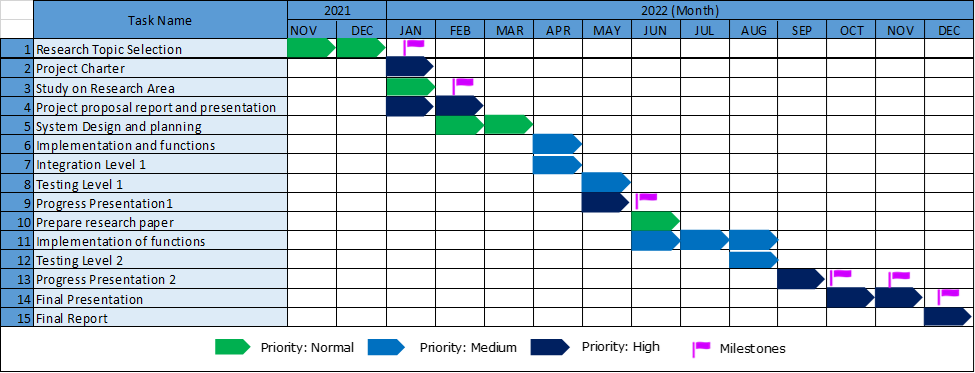 Task Name
2021
2022 (Month)
NOV DEC JAN FEB MAR APR MAY JUN JUL AUG SEP OCT NOV DEC
1 Research Topic Selection
2 Project Charter
3 Study on Research Area
4 Project proposal report and presentation
5 System Design and planning
6 Implementation and functions
7 Integration Level 1
8 Testing Level 1
9 Progress Presentation1
10 Prepare research paper
11 Implementation of functions
12 Testing Level 2
13 Progress Presentation 2
14 Final Presentation
15 Final Report
Priority: Normal Priority: Medium Priority: High Milestones